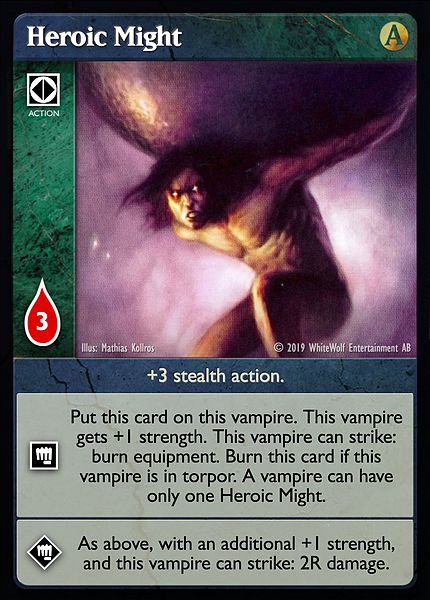 Heroic Might
A
ACTION
3
Illus: Mathias Kollros
© 2019 WhiteWolf Entertainment AB
+3 stealth action.
Put this card on this vampire. This vampire
gets +1 strength. This vampire can strike:
burn equipment. Burn this card if this
vampire is in torpor. A vampire can have
only one Heroic Might.
As above, with an additional +1 strength,
and this vampire can strike: 2R damage.